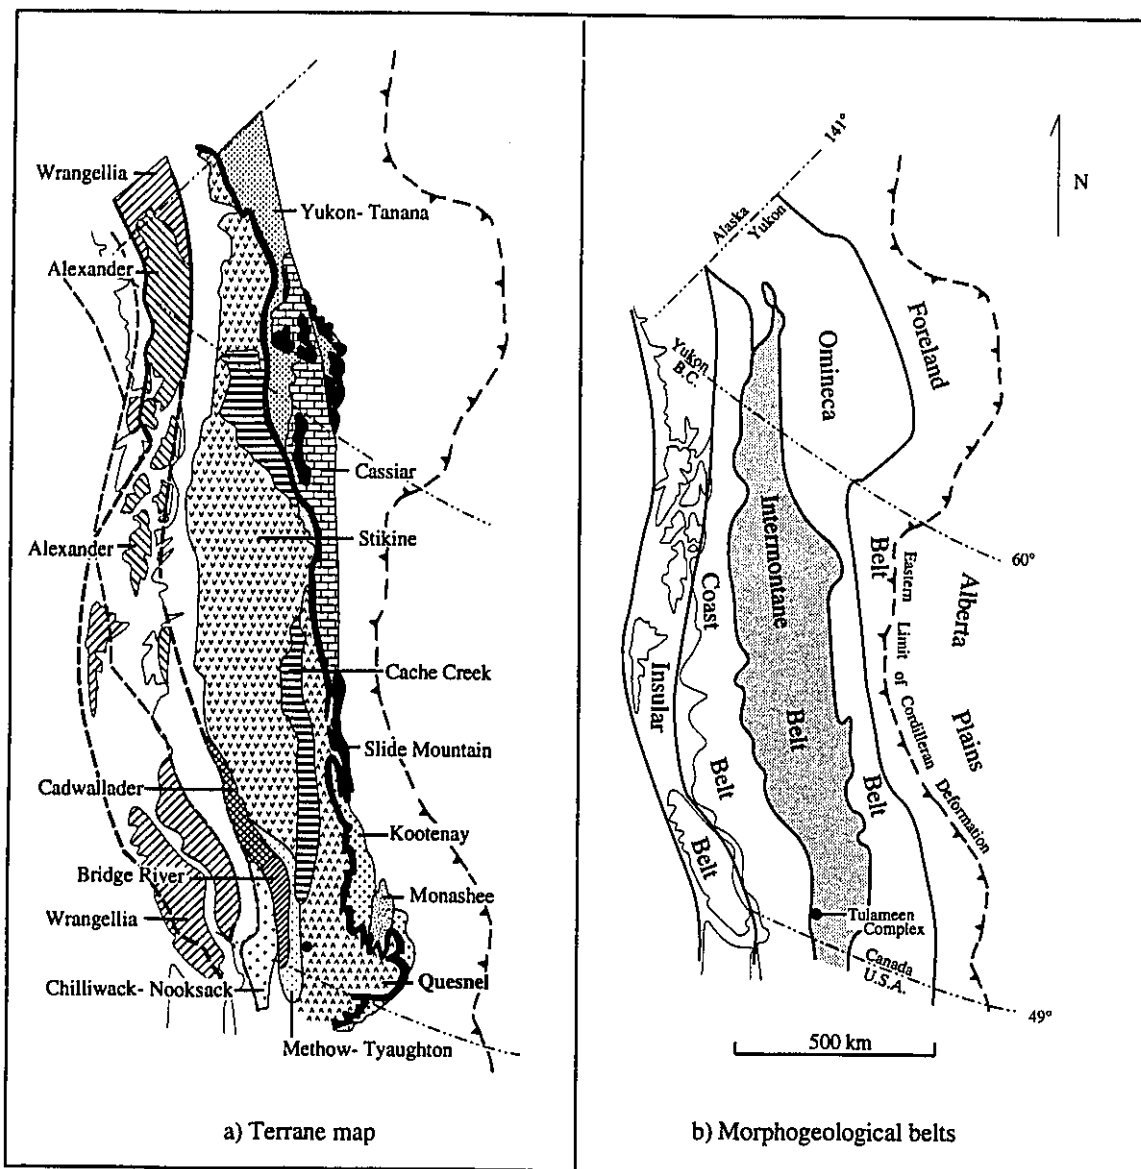 Wrangellia
Yukon- Tanana
Alexander
Cassiar
Stikine
Alexander
Cache Creek
Slide Mountain
Cadwallader
Kootenay
Bridge River
Monashee
Wrangellia
Quesnel
Chilliwack- Nooksack
Methow- Tyaughton
a) Terrane map
141°
N
Alaska
Yukon
Foreland
Omineca
Yukon
B.C.
60°
Intermontane
Belt
Eastern Limit of Cordilleran Deformation
Alberta
Plains
Coast
Insular
Belt
Belt
Belt
Belt
Tulameen
Complex
Canada
U.S.A.
49°
500 km
b) Morphogeological belts